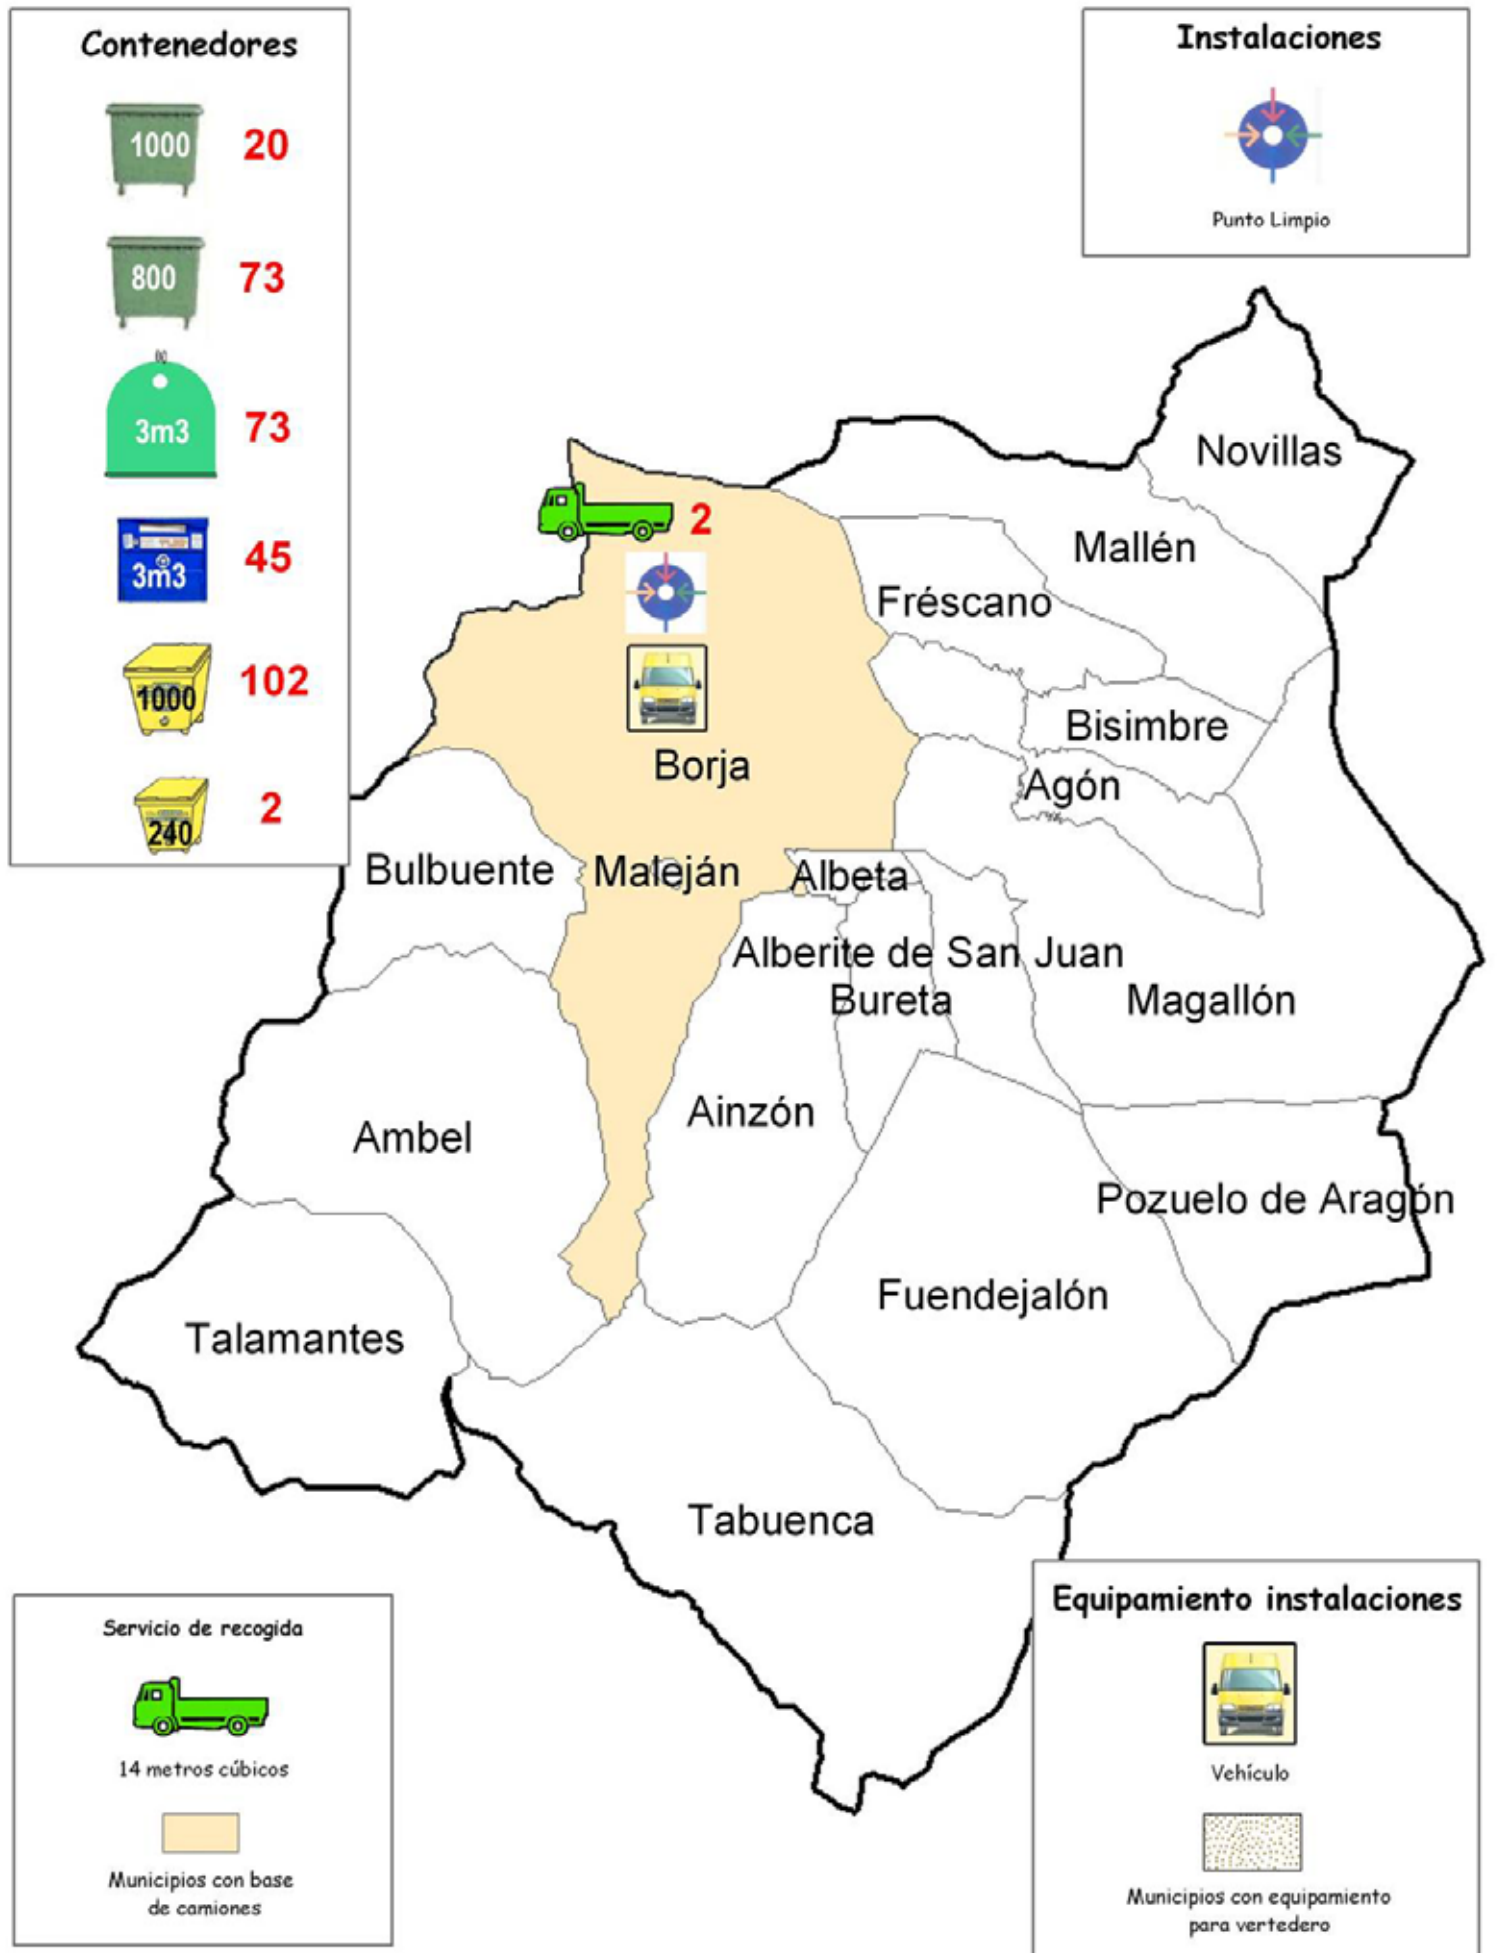 Contenedores
1000 20
800 73
3m3 73
3m3 45
1000 102
240 2
Instalaciones
Punto Limpio
Novillas
2
Mallén
Fréscano
Bisimbre
Borja
Agón
Bulbuente
Maleján
Albeta
Alberite de San Juan
Bureta
Magallón
Ainzón
Ambel
Pozuelo de Aragón
Fuendejalón
Talamantes
Tabuenca
Servicio de recogida
14 metros cúbicos
Municipios con base
de camiones
Equipamiento instalaciones
Vehículo
Municipios con equipamiento
para vertedero